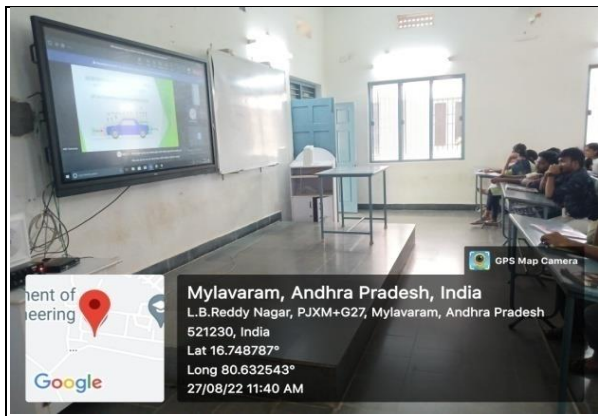 GPS Map Camera
ent of
eering
Google
Mylavaram, Andhra Pradesh, India
L.B.Reddy Nagar, PJXM+G27, Mylavaram, Andhra Pradesh
521230, India
Lat 16.748787°
Long 80.632543°
27/08/22 11:40 AM